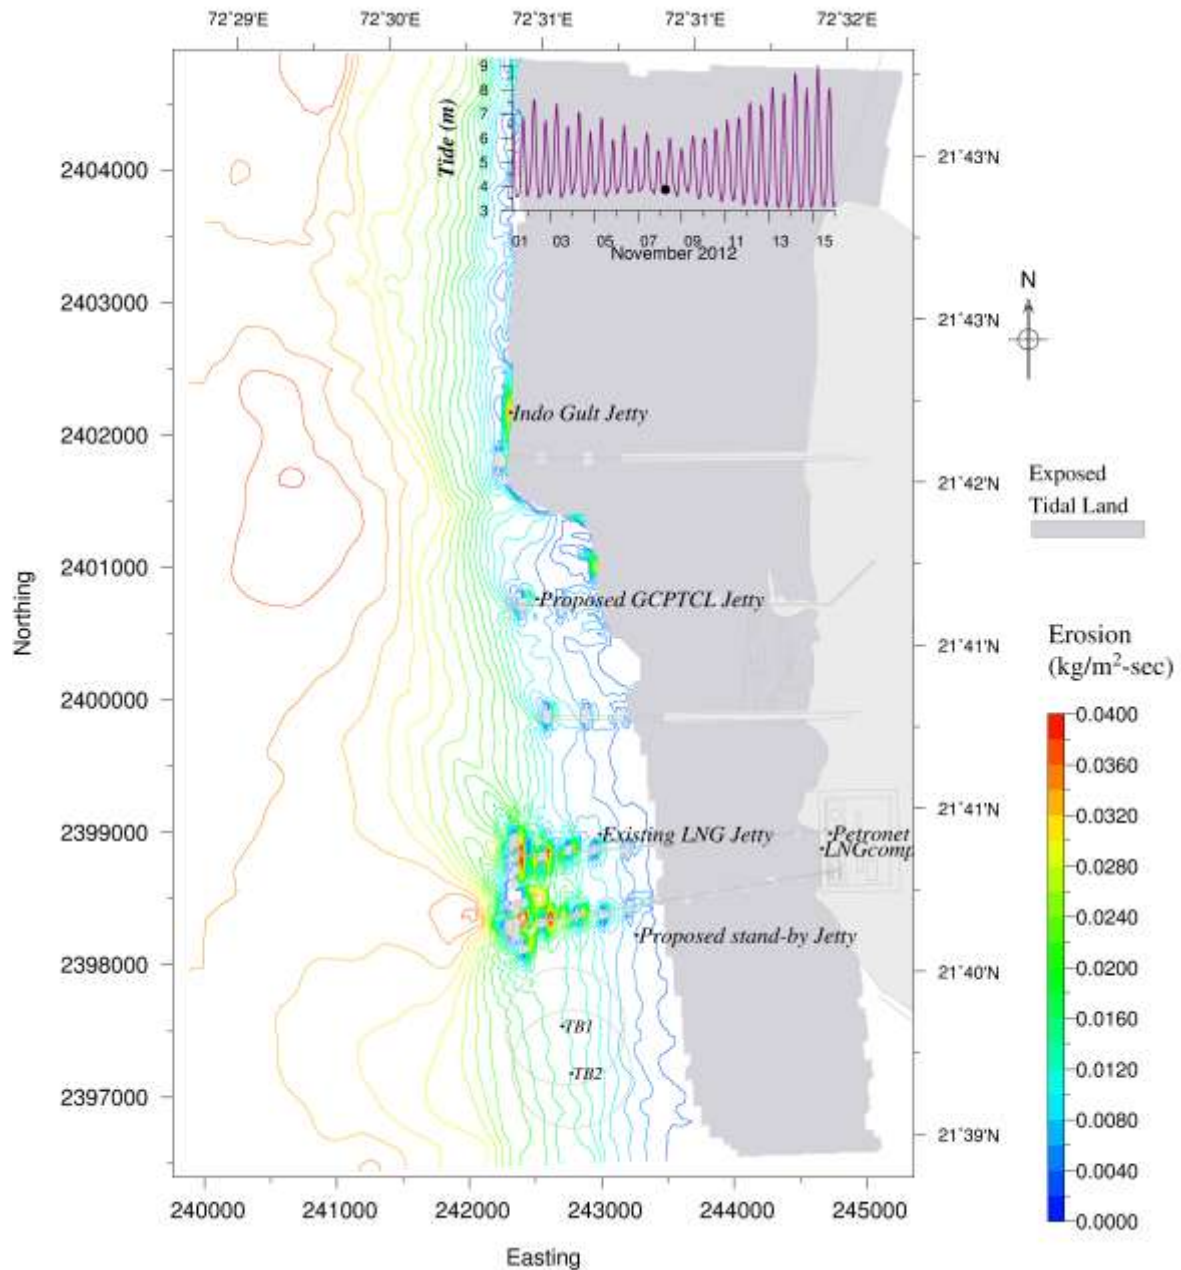 72°29'E 72°30'E 72°31'E 72°31'E 72°32'E
Tide (m)
9
8
7
6
5
4
3
01 03 05 07 09 11 13 15
November 2012
2404000
2403000
2402000
2401000
2400000
2399000
2398000
2397000
Northing
21°43'N
21°43'N
21°42'N
21°41'N
21°41'N
21°40'N
21°39'N
N
Indo Gult Jetty
Proposed GCPTCL Jetty
Existing LNG Jetty
Petronet
LNGcomp
Proposed stand-by Jetty
TB1
TB2
Exposed
Tidal Land
Erosion
(kg/m²-sec)
0.0400
0.0360
0.0320
0.0280
0.0240
0.0200
0.0160
0.0120
0.0080
0.0040
0.0000
240000 241000 242000 243000 244000 245000
Easting